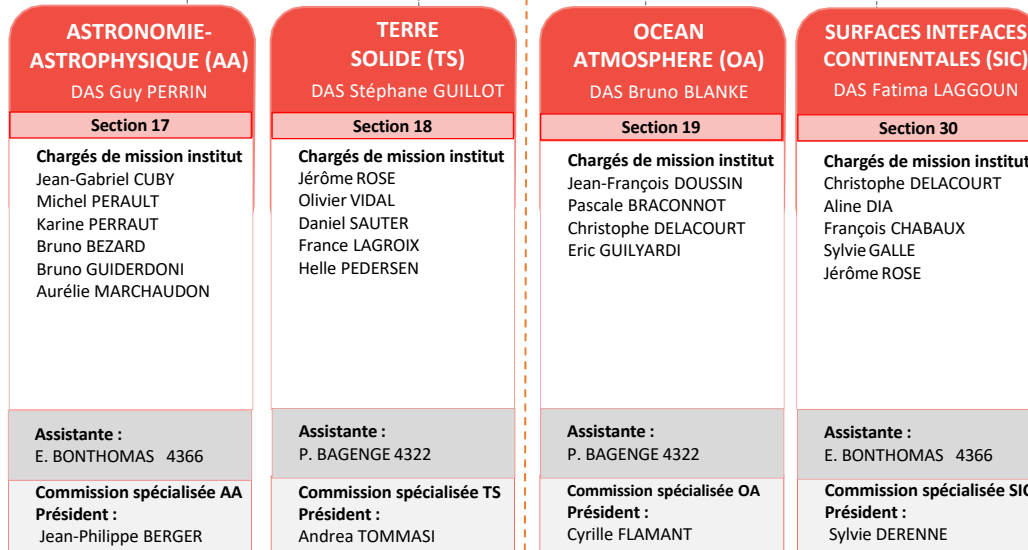 ASTRONOMIE-
ASTROPHYSIQUE (AA)
DAS Guy PERRIN
Section 17
Chargés de mission institut
Jean-Gabriel CUBY
Michel PERAULT
Karine PERRAUT
Bruno BEZARD
Bruno GUIDERDONI
Aurélie MARCHAUDON
Assistante :
E. BONTHOMAS 4366
Commission spécialisée AA
Président :
Jean-Philippe BERGER
TERRE
SOLIDE (TS)
DAS Stéphane GUILLOT
Section 18
Chargés de mission institut
Jérôme ROSE
Olivier VIDAL
Daniel SAUTER
France LAGROIX
Helle PEDERSEN
Assistante :
P. BAGENGE 4322
Commission spécialisée TS
Président :
Andrea TOMMASI
OCEAN
ATMOSPHERE (OA)
DAS Bruno BLANKE
Section 19
Chargés de mission institut
Jean-François DOUSSIN
Pascale BRACONNOT
Christophe DELACOURT
Eric GUILYARDI
Assistante :
P. BAGENGE 4322
Commission spécialisée OA
Président :
Cyrille FLAMANT
SURFACES INTEFACES
CONTINENTALES (SIC)
DAS Fatima LAGGOUN
Section 30
Chargés de mission institut
Christophe DELACOURT
Aline DIA
François CHABAUX
Sylvie GALLE
Jérôme ROSE
Assistante :
E. BONTHOMAS 4366
Commission spécialisée SIC
Président :
Sylvie DERENNE